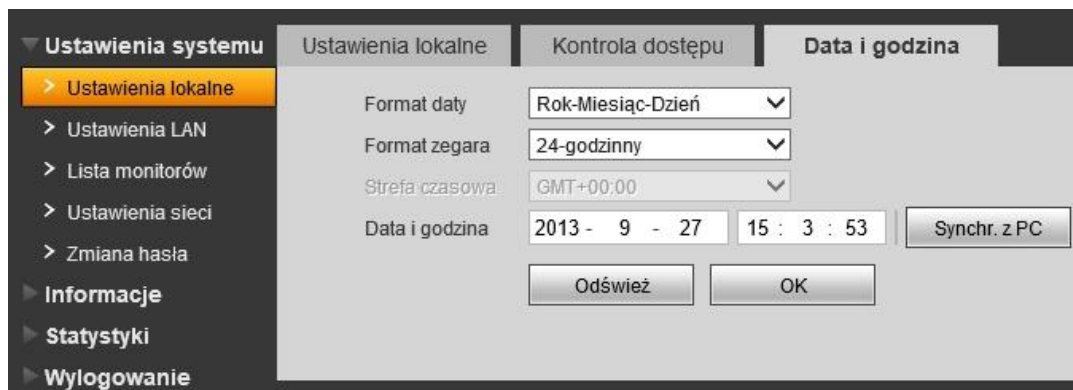 Ustawienia systemu
Ustawienia lokalne
Ustawienia LAN
Lista monitorów
Ustawienia sieci
Zmiana hasła
Informacje
Statystyki
Wylogowanie
Ustawienia lokalne Kontrola dostępu Data i godzina
Format daty Rok-Miesiąc-Dzień
Format zegara 24-godzinny
Strefa czasowa GMT+00:00
Data i godzina 2013 - 9 - 27 15 : 3 : 53 Synchr. z PC
Odśwież OK